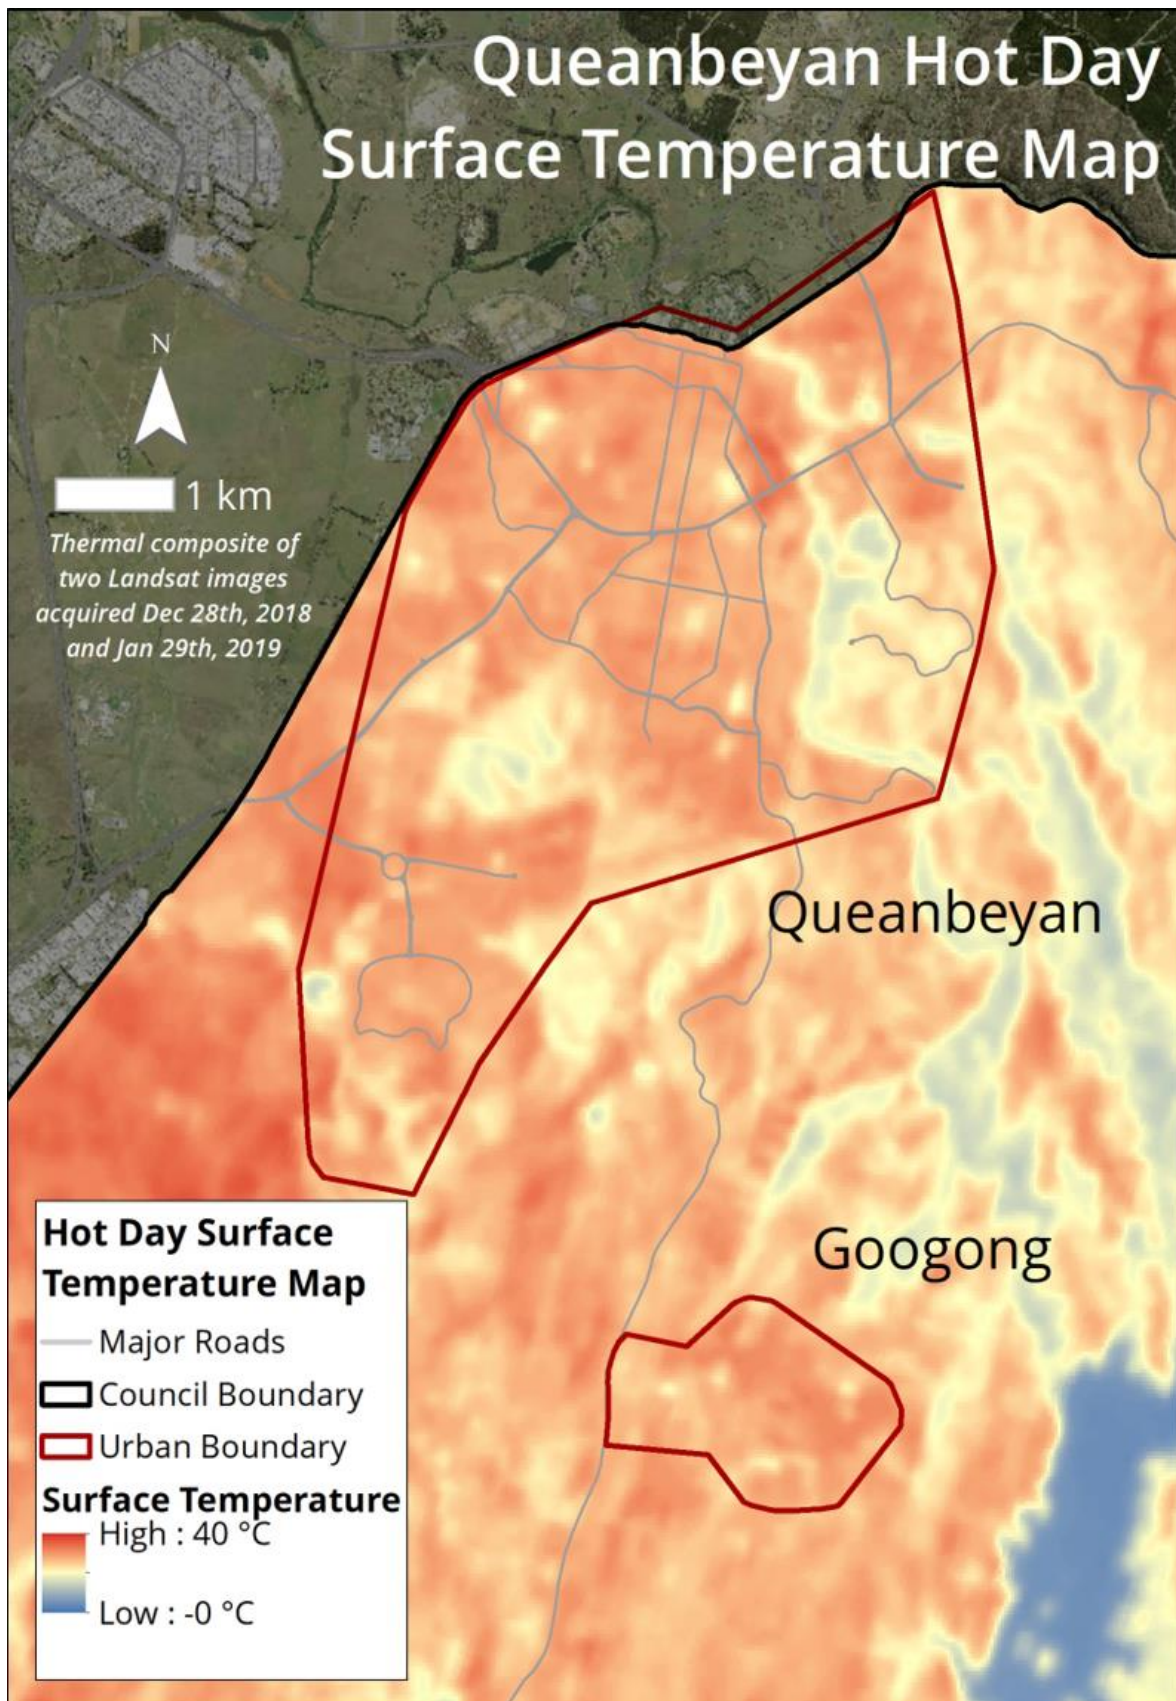 Queanbeyan Hot Day
Surface Temperature Map
N
1 km
Thermal composite of
two Landsat images
acquired Dec 28th, 2018
and Jan 29th, 2019
Queanbeyan
Googong
Hot Day Surface
Temperature Map
Major Roads
Council Boundary
Urban Boundary
Surface Temperature
High : 40 °C
Low : -0 °C